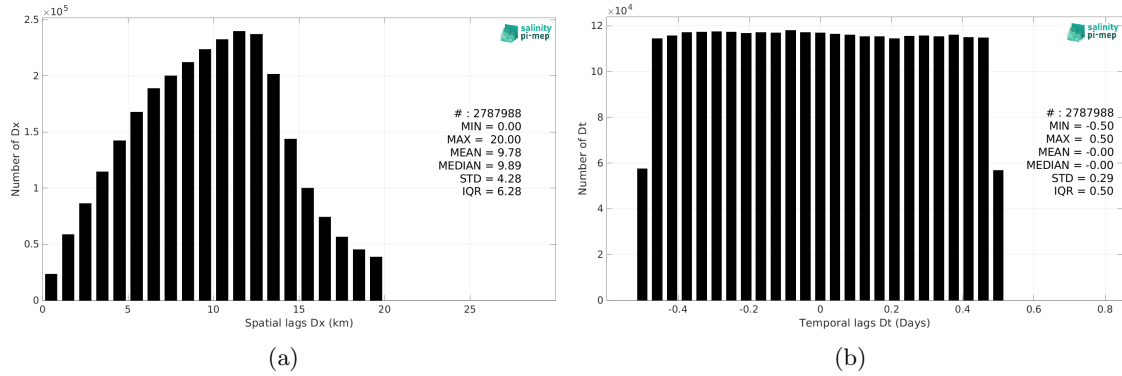 ×10⁵
2.5
2
1.5
1
0.5
0
Number of Dx
0 5 10 15 20 25
Spatial lags Dx (km)
salinity
pi-mep
# : 2787988
MIN = 0.00
MAX = 20.00
MEAN = 9.78
MEDIAN = 9.89
STD = 4.28
IQR = 6.28
(a)
×10⁴
12
10
8
6
4
2
0
Number of Dt
-0.4 -0.2 0 0.2 0.4 0.6 0.8
Temporal lags Dt (Days)
salinity
pi-mep
# : 2787988
MIN = -0.50
MAX = 0.50
MEAN = -0.00
MEDIAN = -0.00
STD = 0.29
IQR = 0.50
(b)